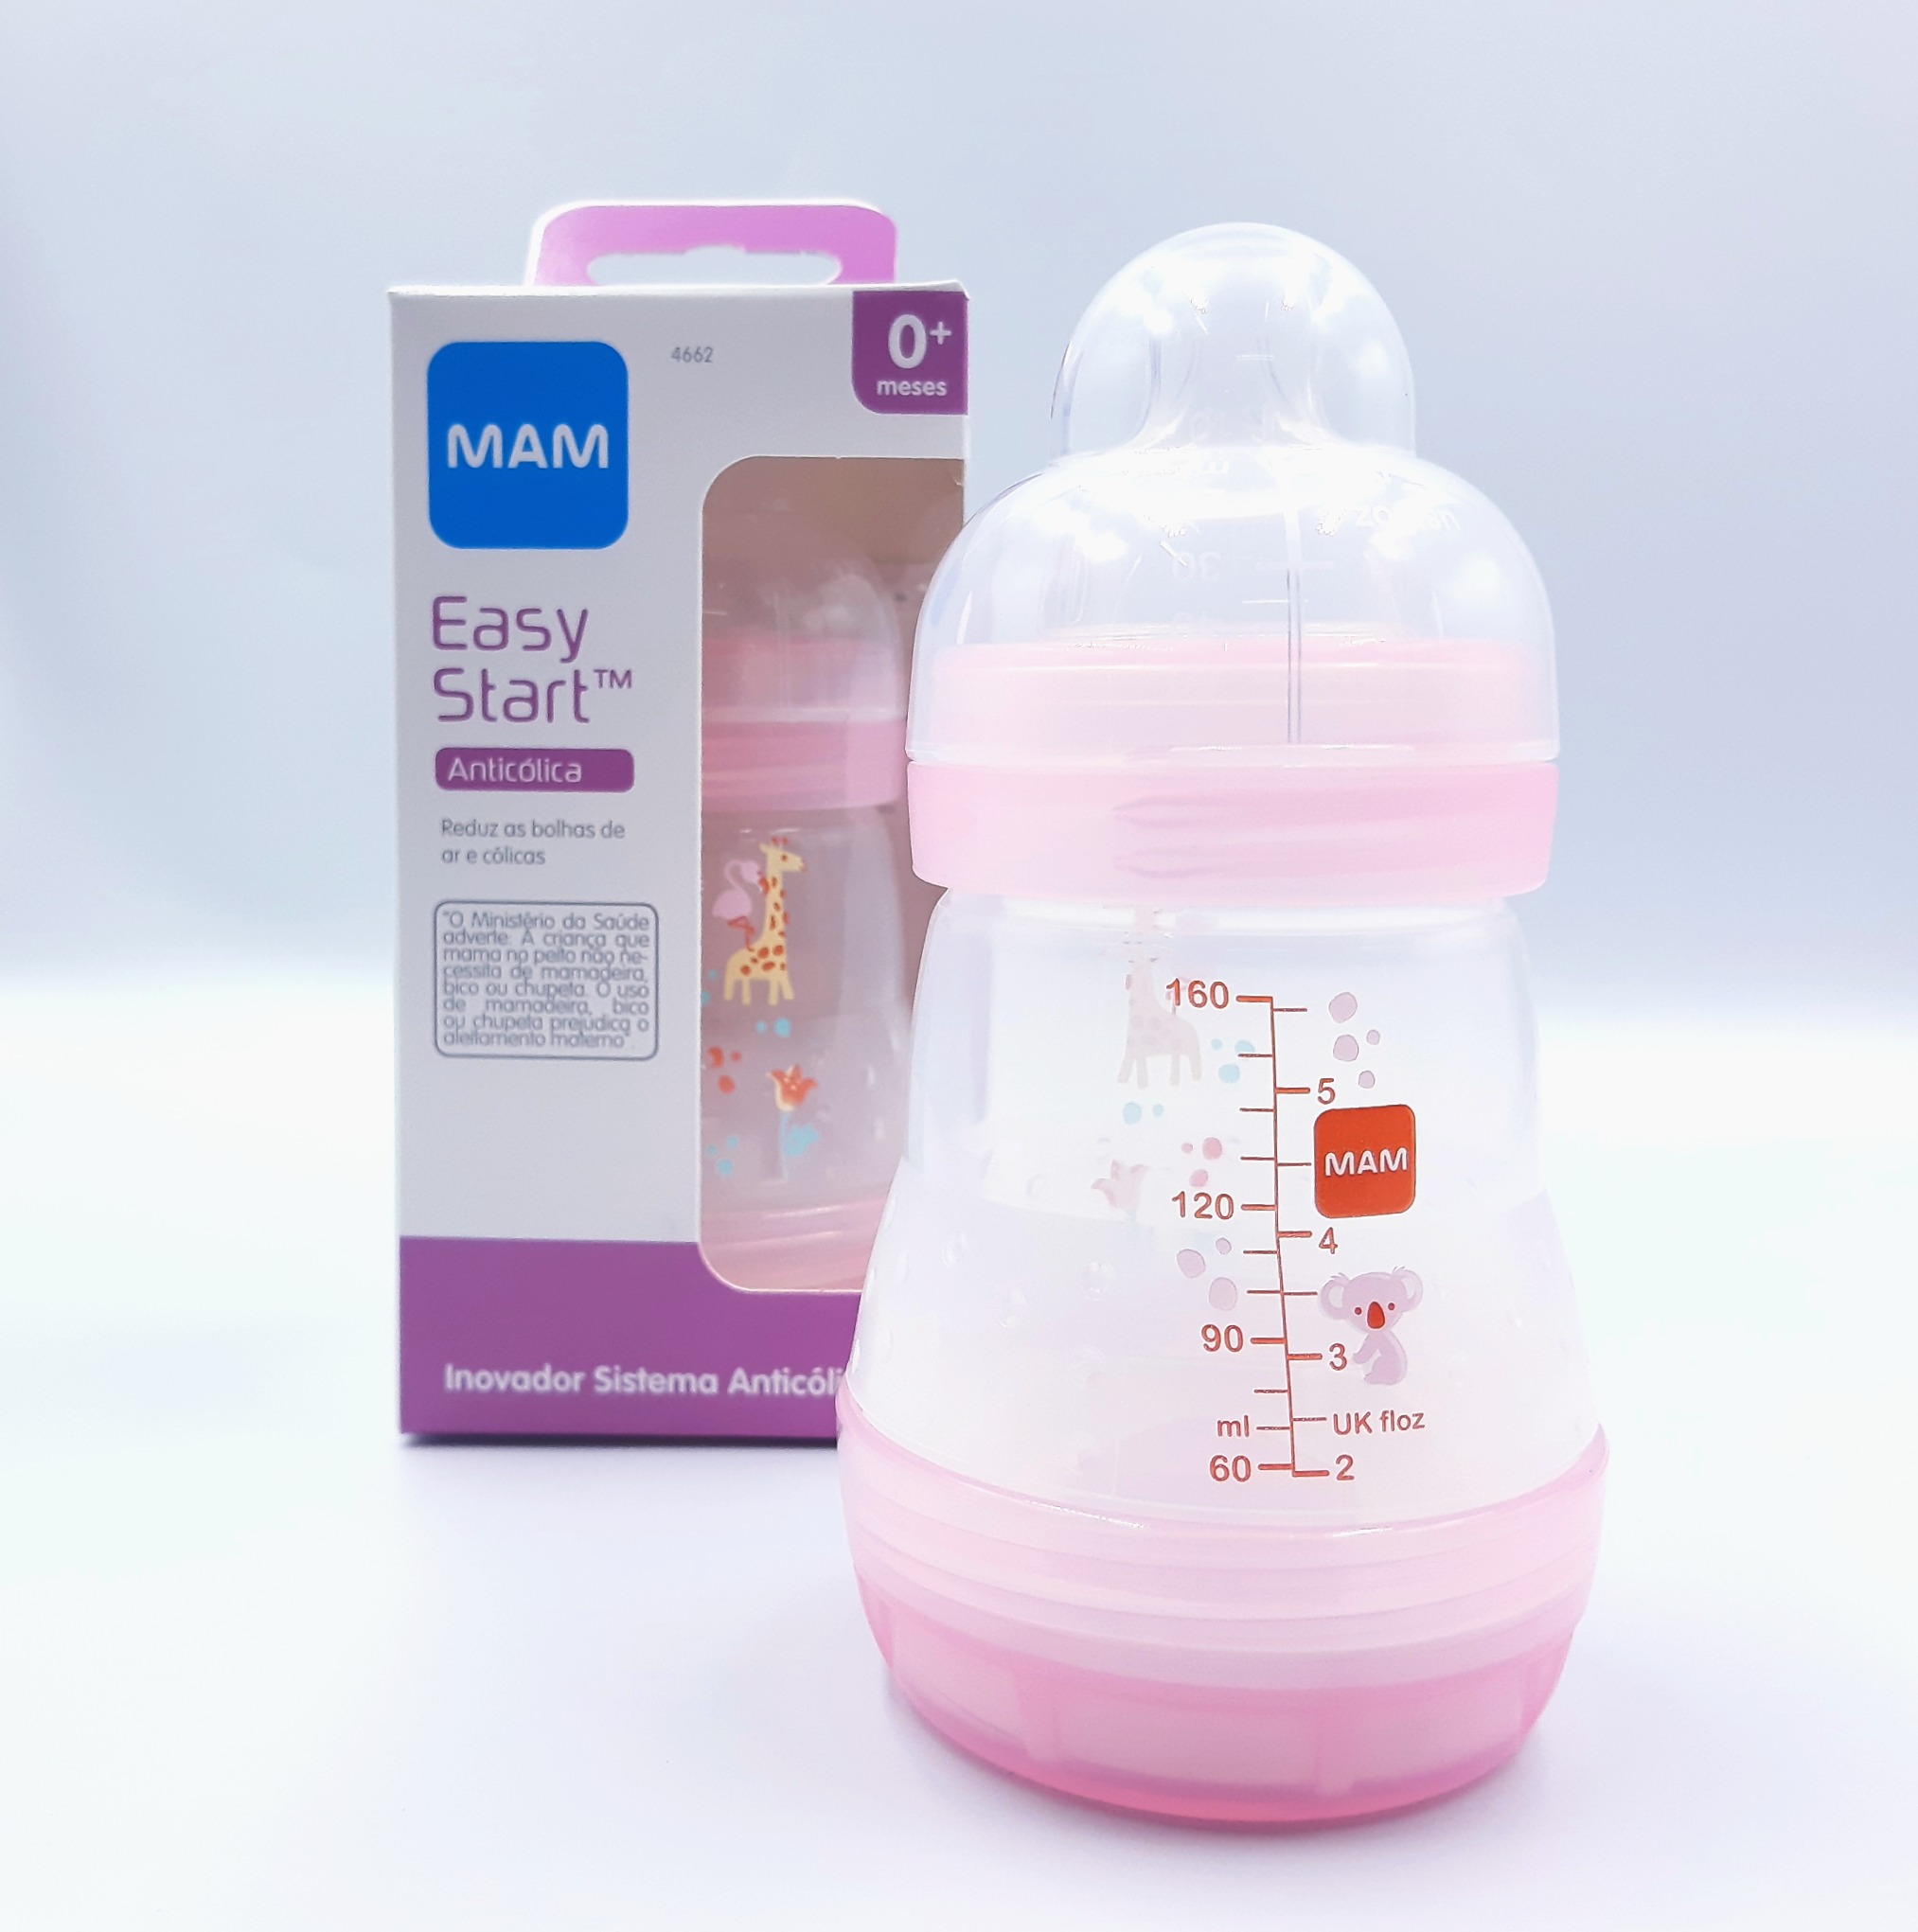 MAM
4662
0+
meses
Easy
Start™
Anticólica
Reduz as bolhas de
ar e cólicas
"O Ministério da Saúde
adverte: A criança que
mama no peito não ne-
cessita de mamadeira,
bico ou chupeta. O uso
de mamadeira, bico
ou chupeta prejudica o
aleitamento materno".
Inovador Sistema Anticóli
30
160
5
MAM
120
4
90
3
ml UK floz
60 2